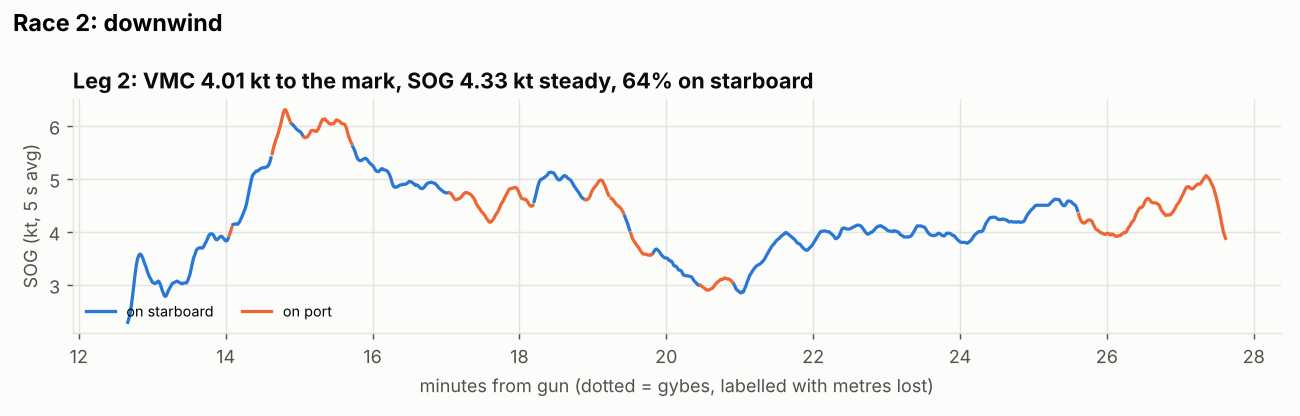 Race 2: downwind
Leg 2: VMC 4.01 kt to the mark, SOG 4.33 kt steady, 64% on starboard
SOG (kt, 5 s avg)
6
5
4
3
on starboard
on port
12 14 16 18 20 22 24 26 28
minutes from gun (dotted = gybes, labelled with metres lost)